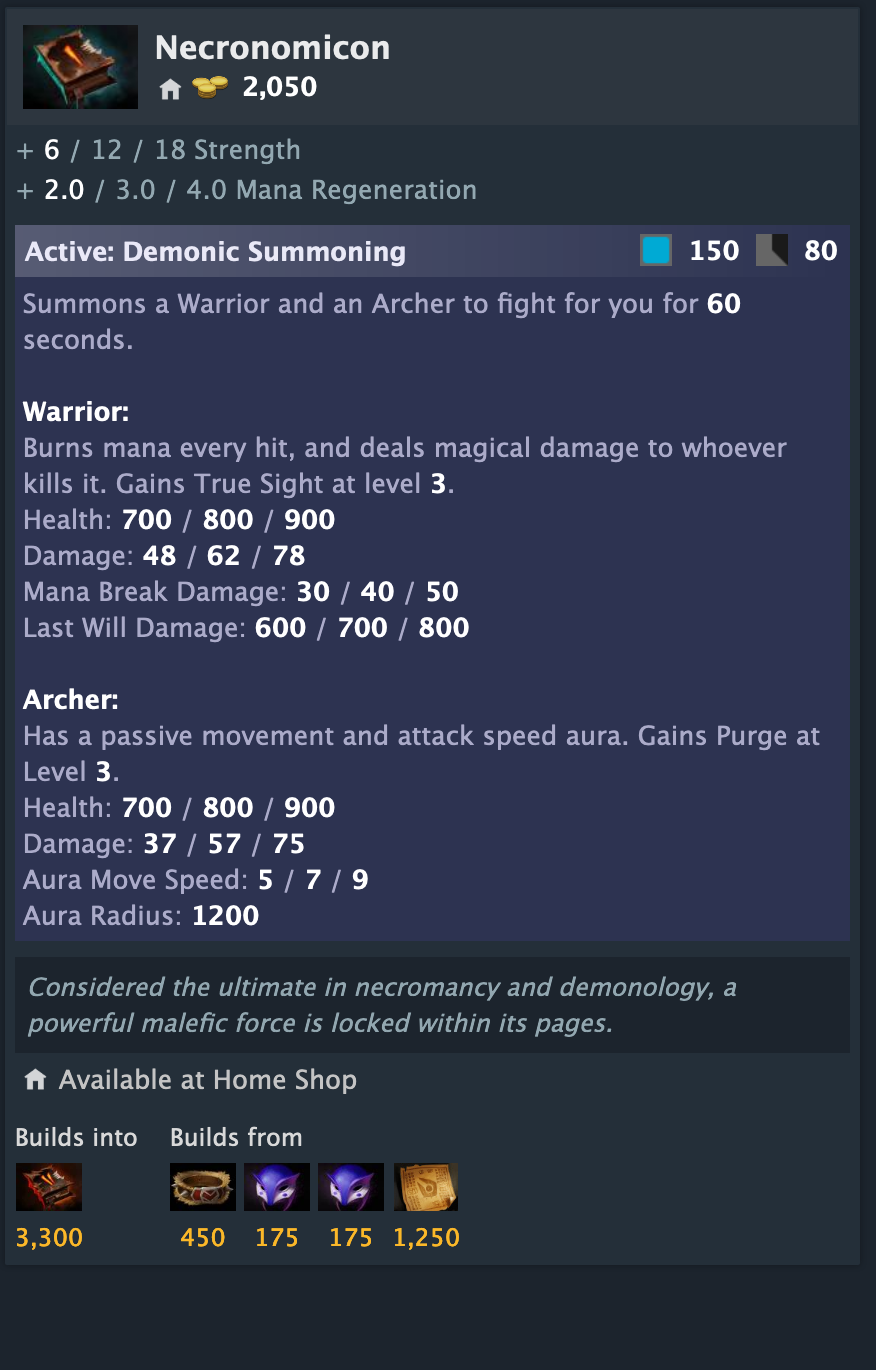 Necronomicon
2,050
+ 6 / 12 / 18 Strength
+ 2.0 / 3.0 / 4.0 Mana Regeneration
Active: Demonic Summoning 150 80
Summons a Warrior and an Archer to fight for you for 60
seconds.
Warrior:
Burns mana every hit, and deals magical damage to whoever
kills it. Gains True Sight at level 3.
Health: 700 / 800 / 900
Damage: 48 / 62 / 78
Mana Break Damage: 30 / 40 / 50
Last Will Damage: 600 / 700 / 800
Archer:
Has a passive movement and attack speed aura. Gains Purge at
Level 3.
Health: 700 / 800 / 900
Damage: 37 / 57 / 75
Aura Move Speed: 5 / 7 / 9
Aura Radius: 1200
Considered the ultimate in necromancy and demonology, a
powerful malefic force is locked within its pages.
Available at Home Shop
Builds into Builds from
3,300 450 175 175 1,250